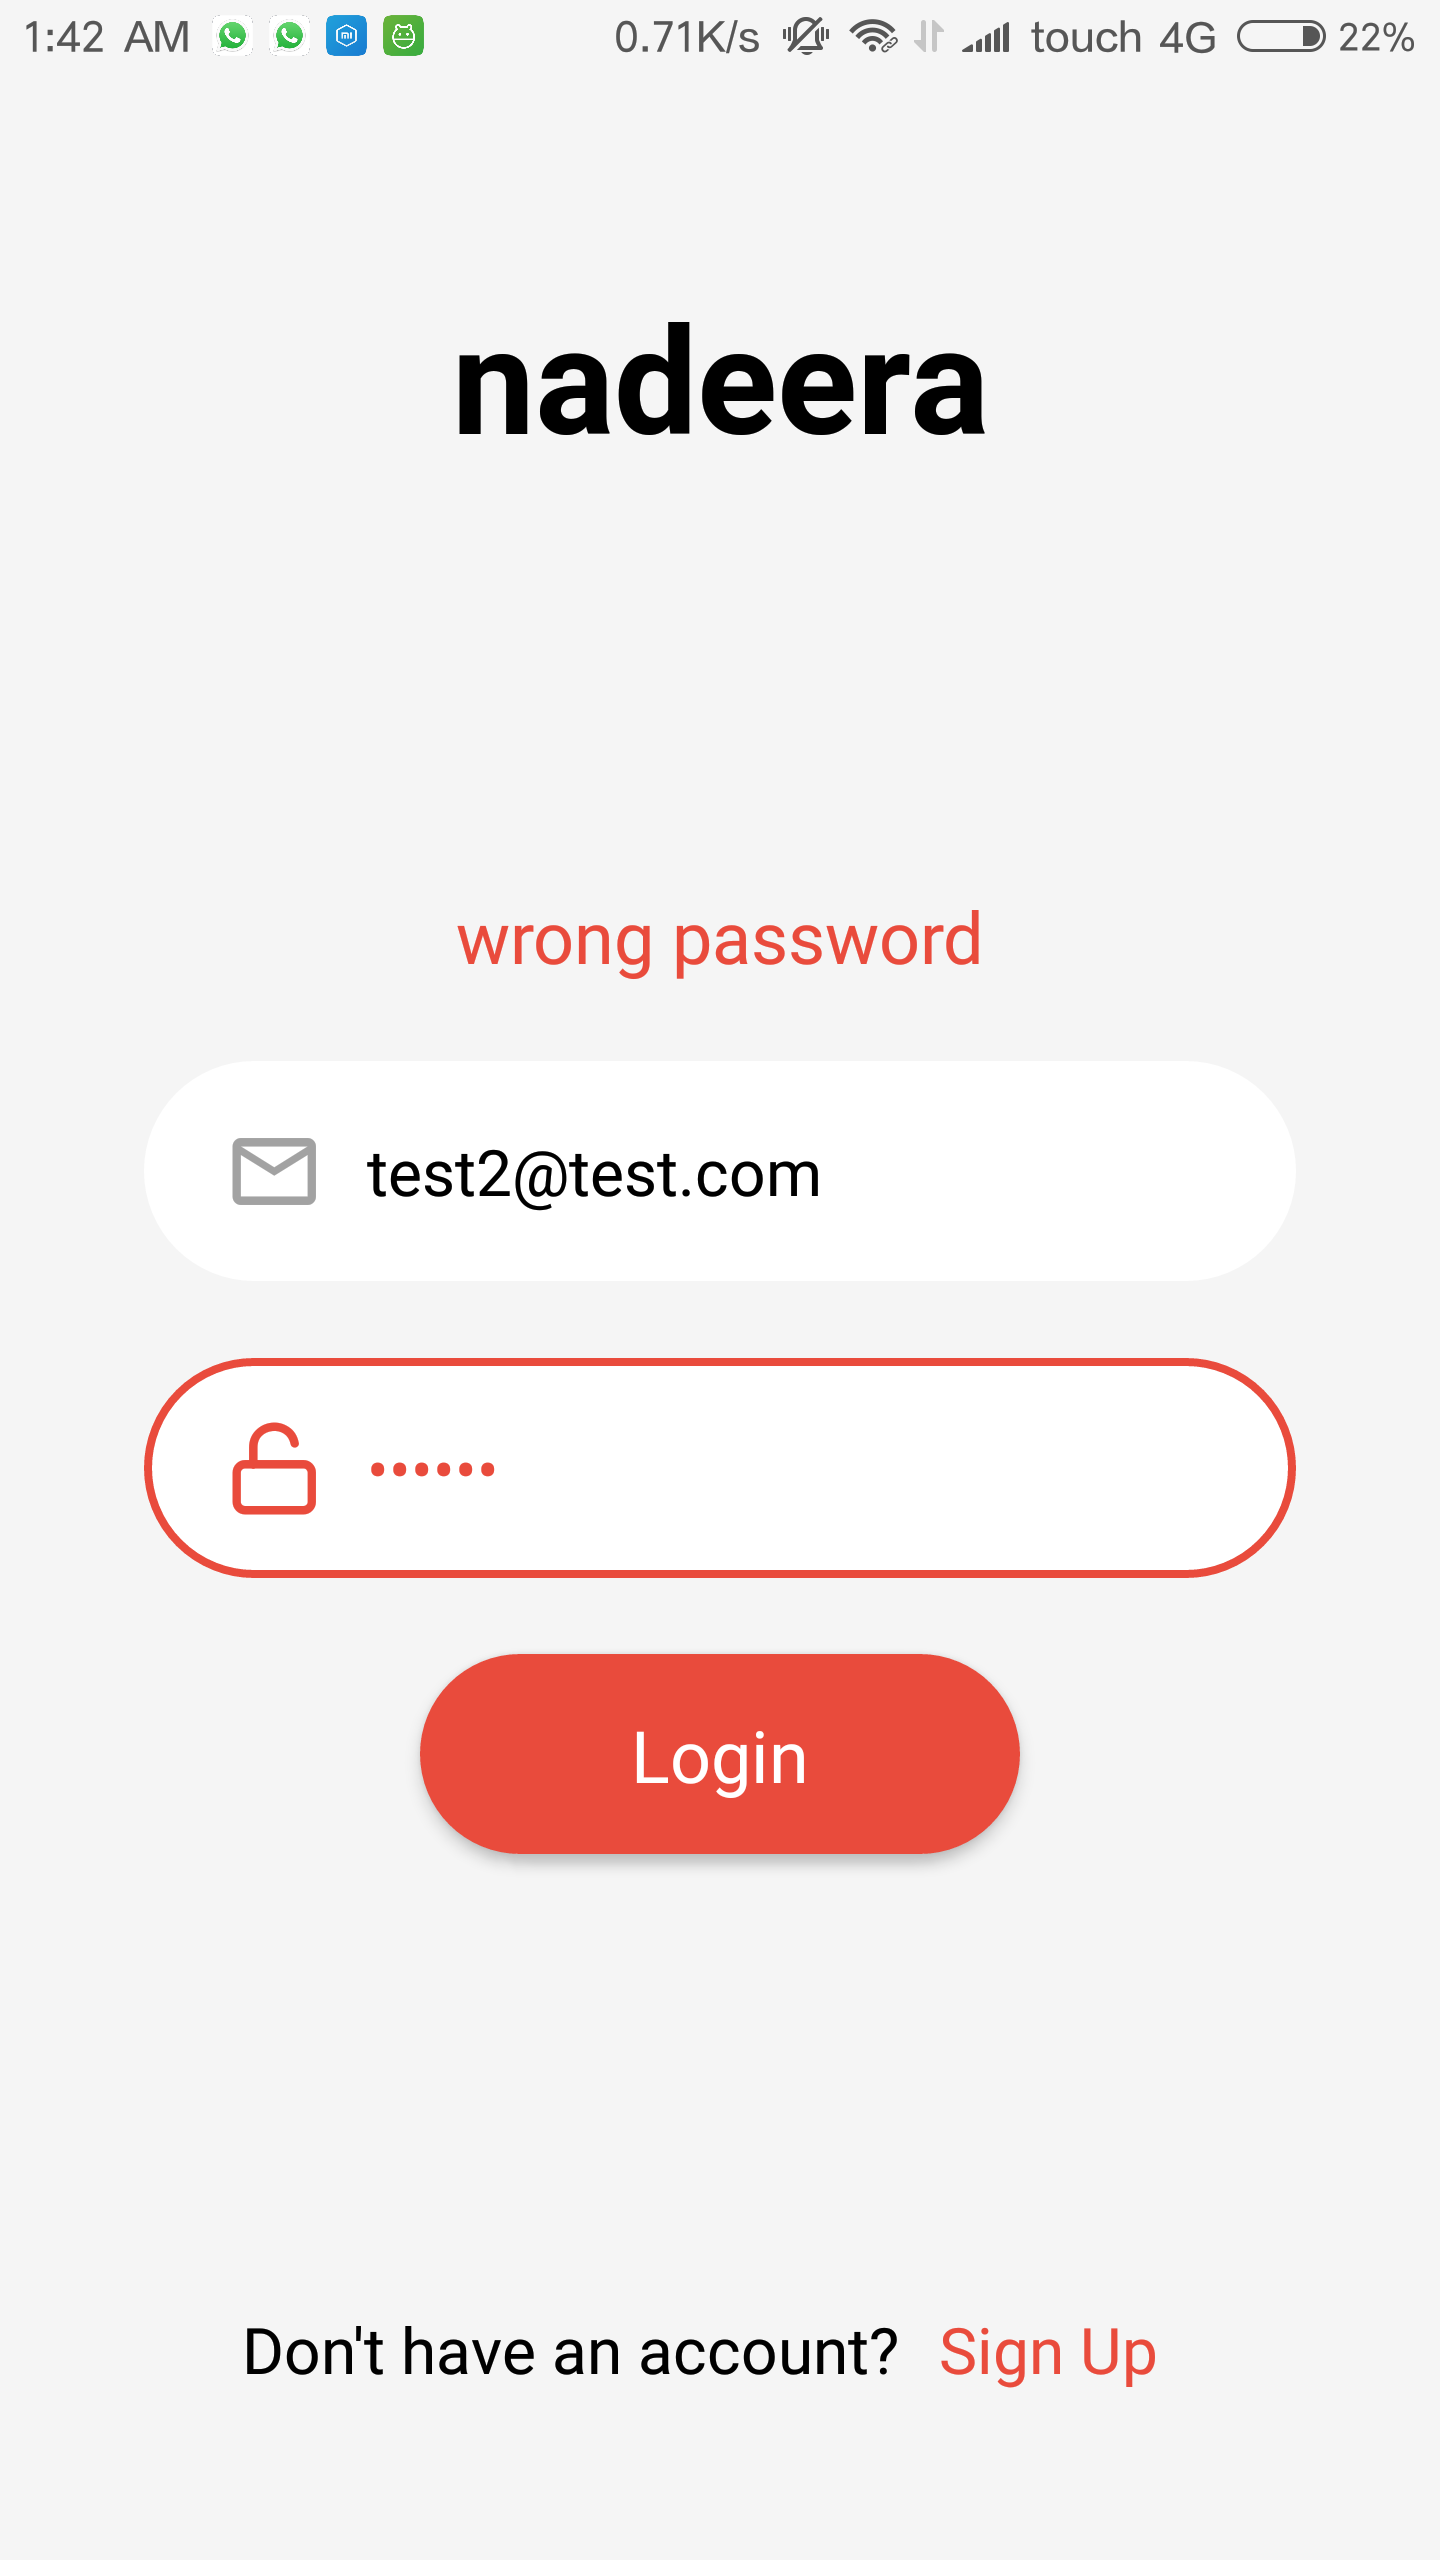 1:42 AM 0.71K/s touch 4G 22%
nadeera
wrong password
test2@test.com
••••••
Login
Don't have an account? Sign Up